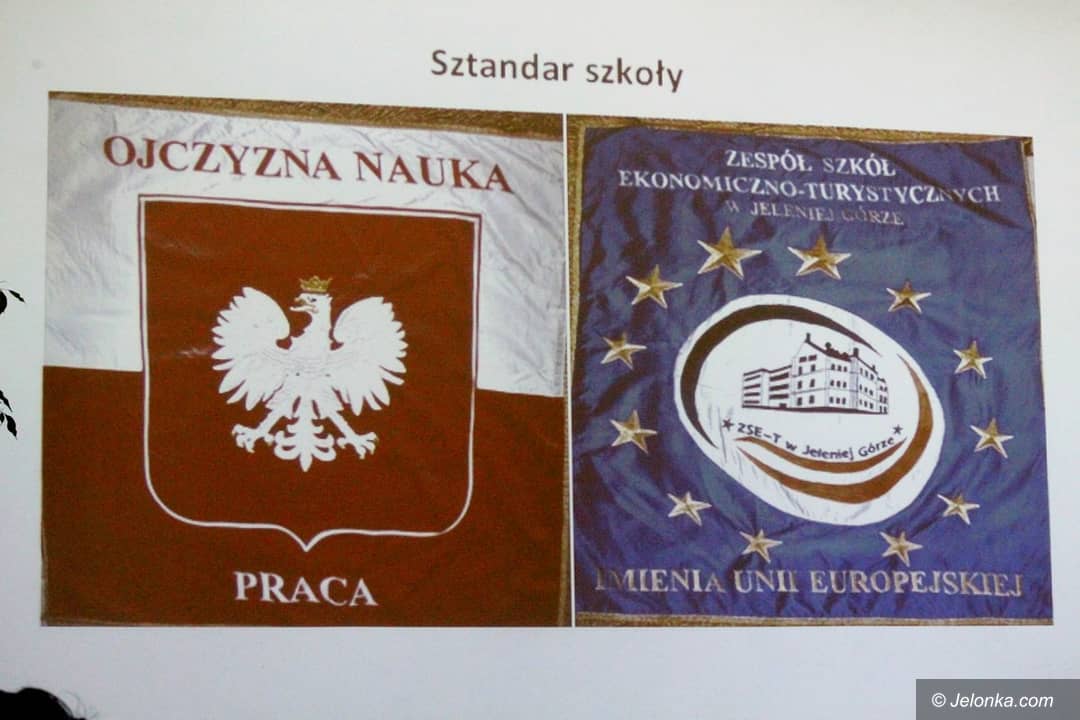 Sztandar szkoły
OJCZYZNA NAUKA
PRACA
ZESPÓŁ SZKÓŁ
EKONOMICZNO-TURYSTYCZNYCH
W JELENIEJ GÓRZE
ZSE-T w Jeleniej Górze
IMIENIA UNII EUROPEJSKIEJ
© Jelonka.com